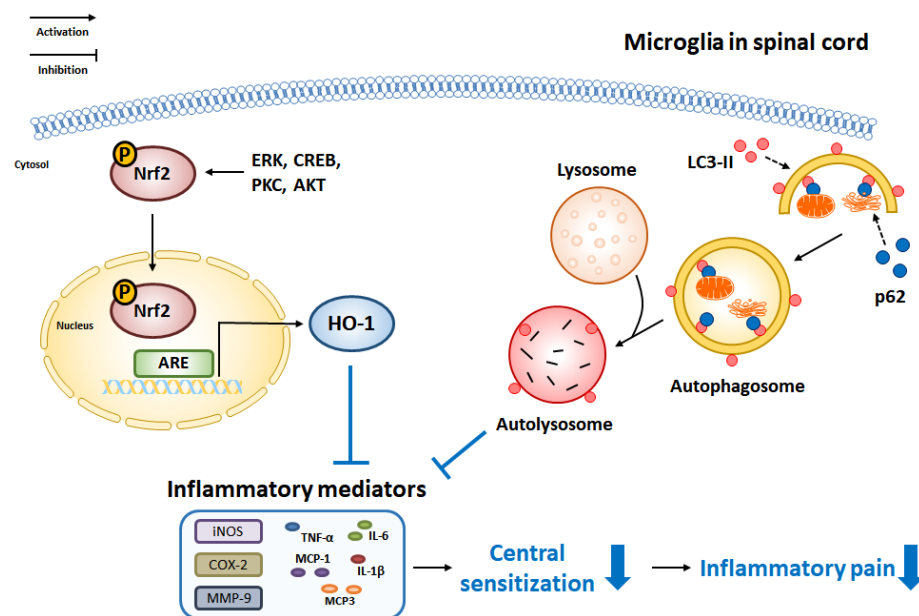 Activation
Inhibition
Microglia in spinal cord
Cytosol
P
Nrf2
ERK, CREB,
PKC, AKT
Lysosome
LC3-II
p62
P
Nrf2
Nucleus
ARE
HO-1
Autophagosome
Autolysosome
Inflammatory mediators
iNOS
TNF-α
IL-6
COX-2
MCP-1
IL-1β
MMP-9
MCP3
Central
sensitization
Inflammatory pain